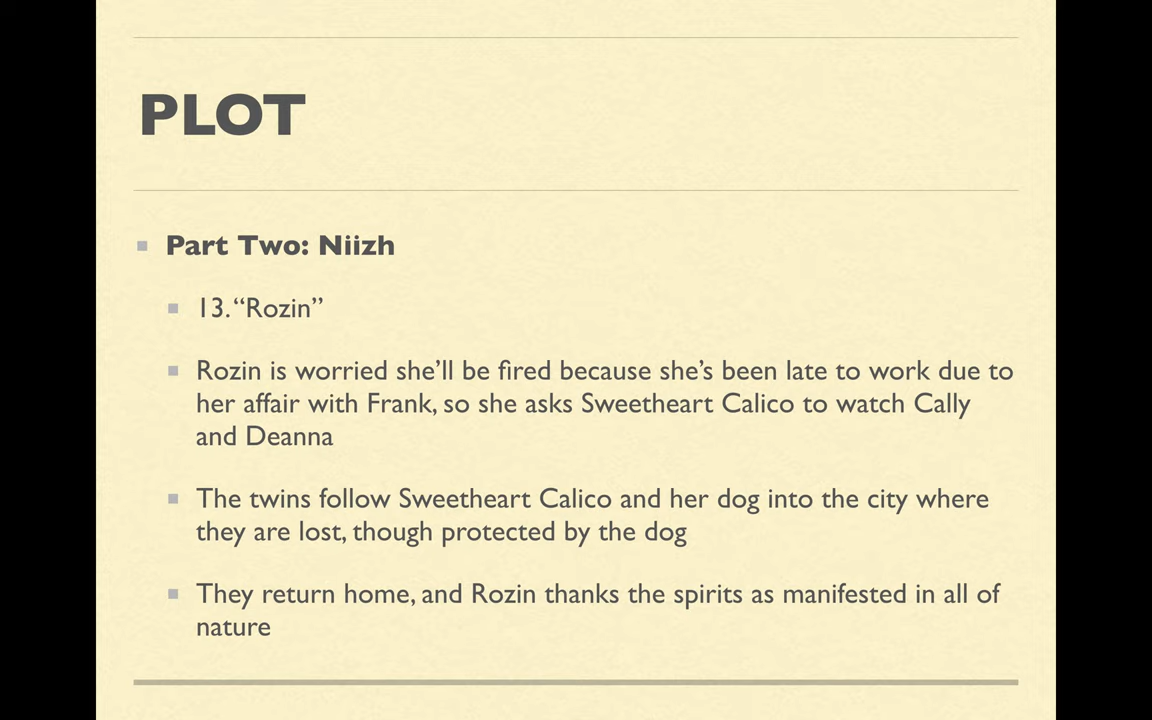 PLOT
Part Two: Niizh
13. “Rozin”
Rozin is worried she’ll be fired because she’s been late to work due to
her affair with Frank, so she asks Sweetheart Calico to watch Cally
and Deanna
The twins follow Sweetheart Calico and her dog into the city where
they are lost, though protected by the dog
They return home, and Rozin thanks the spirits as manifested in all of
nature